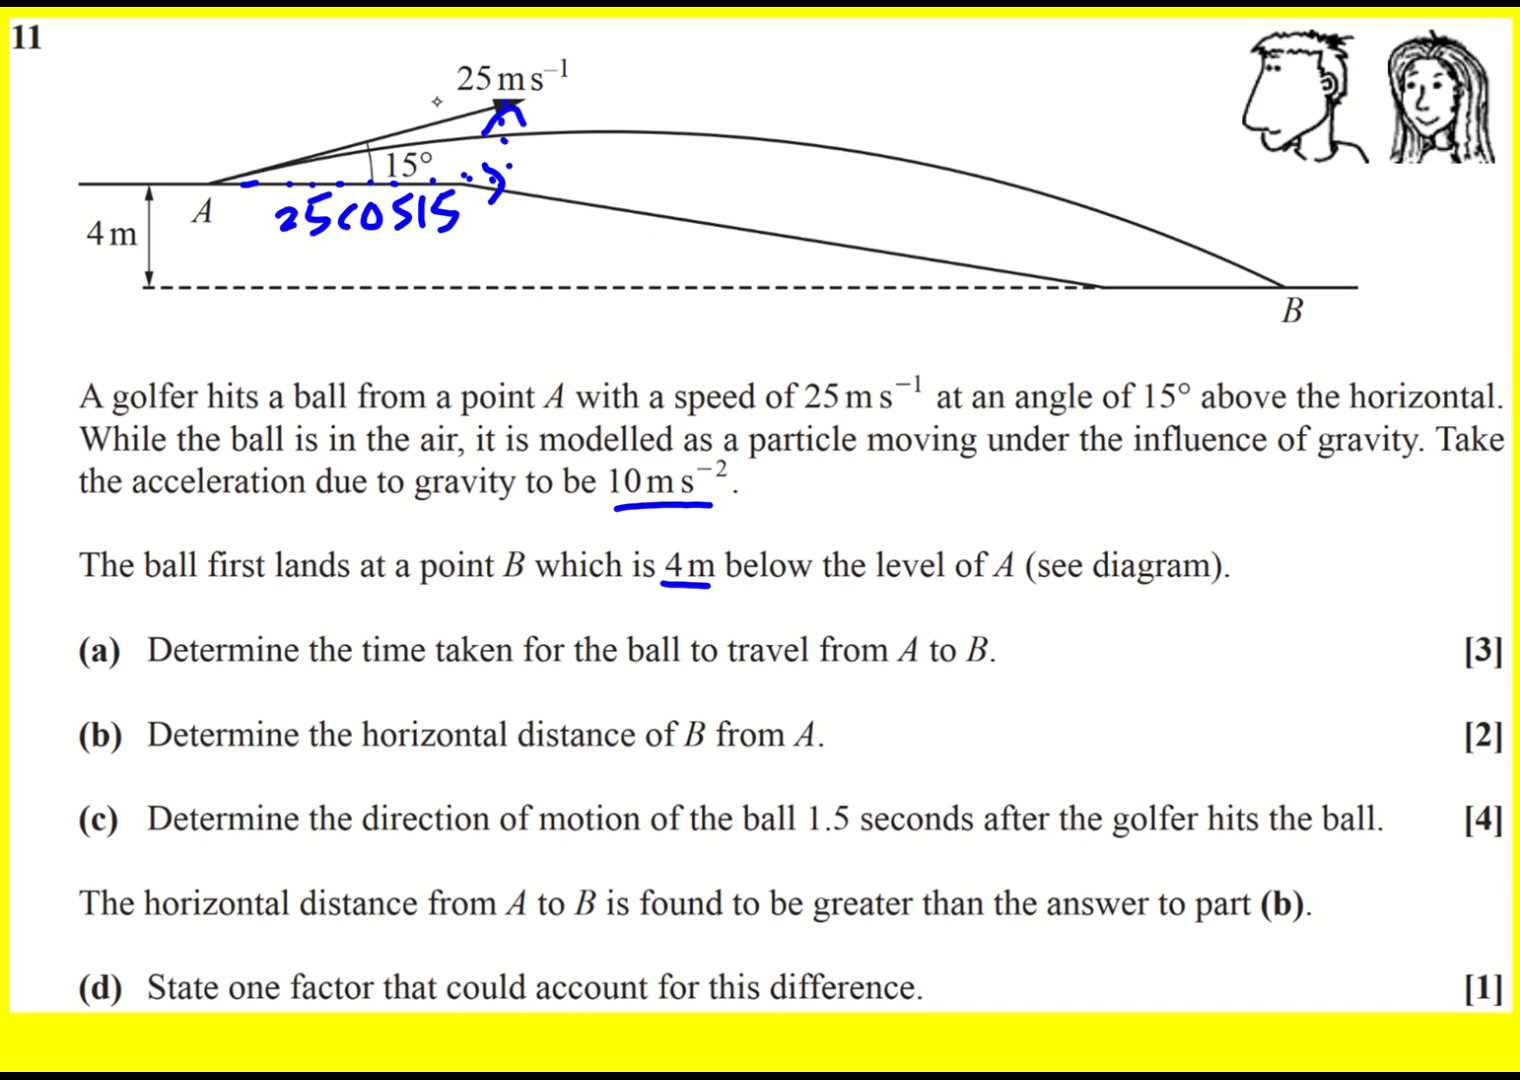 11
25 m s⁻¹
15°
A
25cos15
4 m
B
A golfer hits a ball from a point A with a speed of 25 m s⁻¹ at an angle of 15° above the horizontal.
While the ball is in the air, it is modelled as a particle moving under the influence of gravity. Take
the acceleration due to gravity to be 10 m s⁻².
The ball first lands at a point B which is 4 m below the level of A (see diagram).
(a) Determine the time taken for the ball to travel from A to B. [3]
(b) Determine the horizontal distance of B from A. [2]
(c) Determine the direction of motion of the ball 1.5 seconds after the golfer hits the ball. [4]
The horizontal distance from A to B is found to be greater than the answer to part (b).
(d) State one factor that could account for this difference. [1]